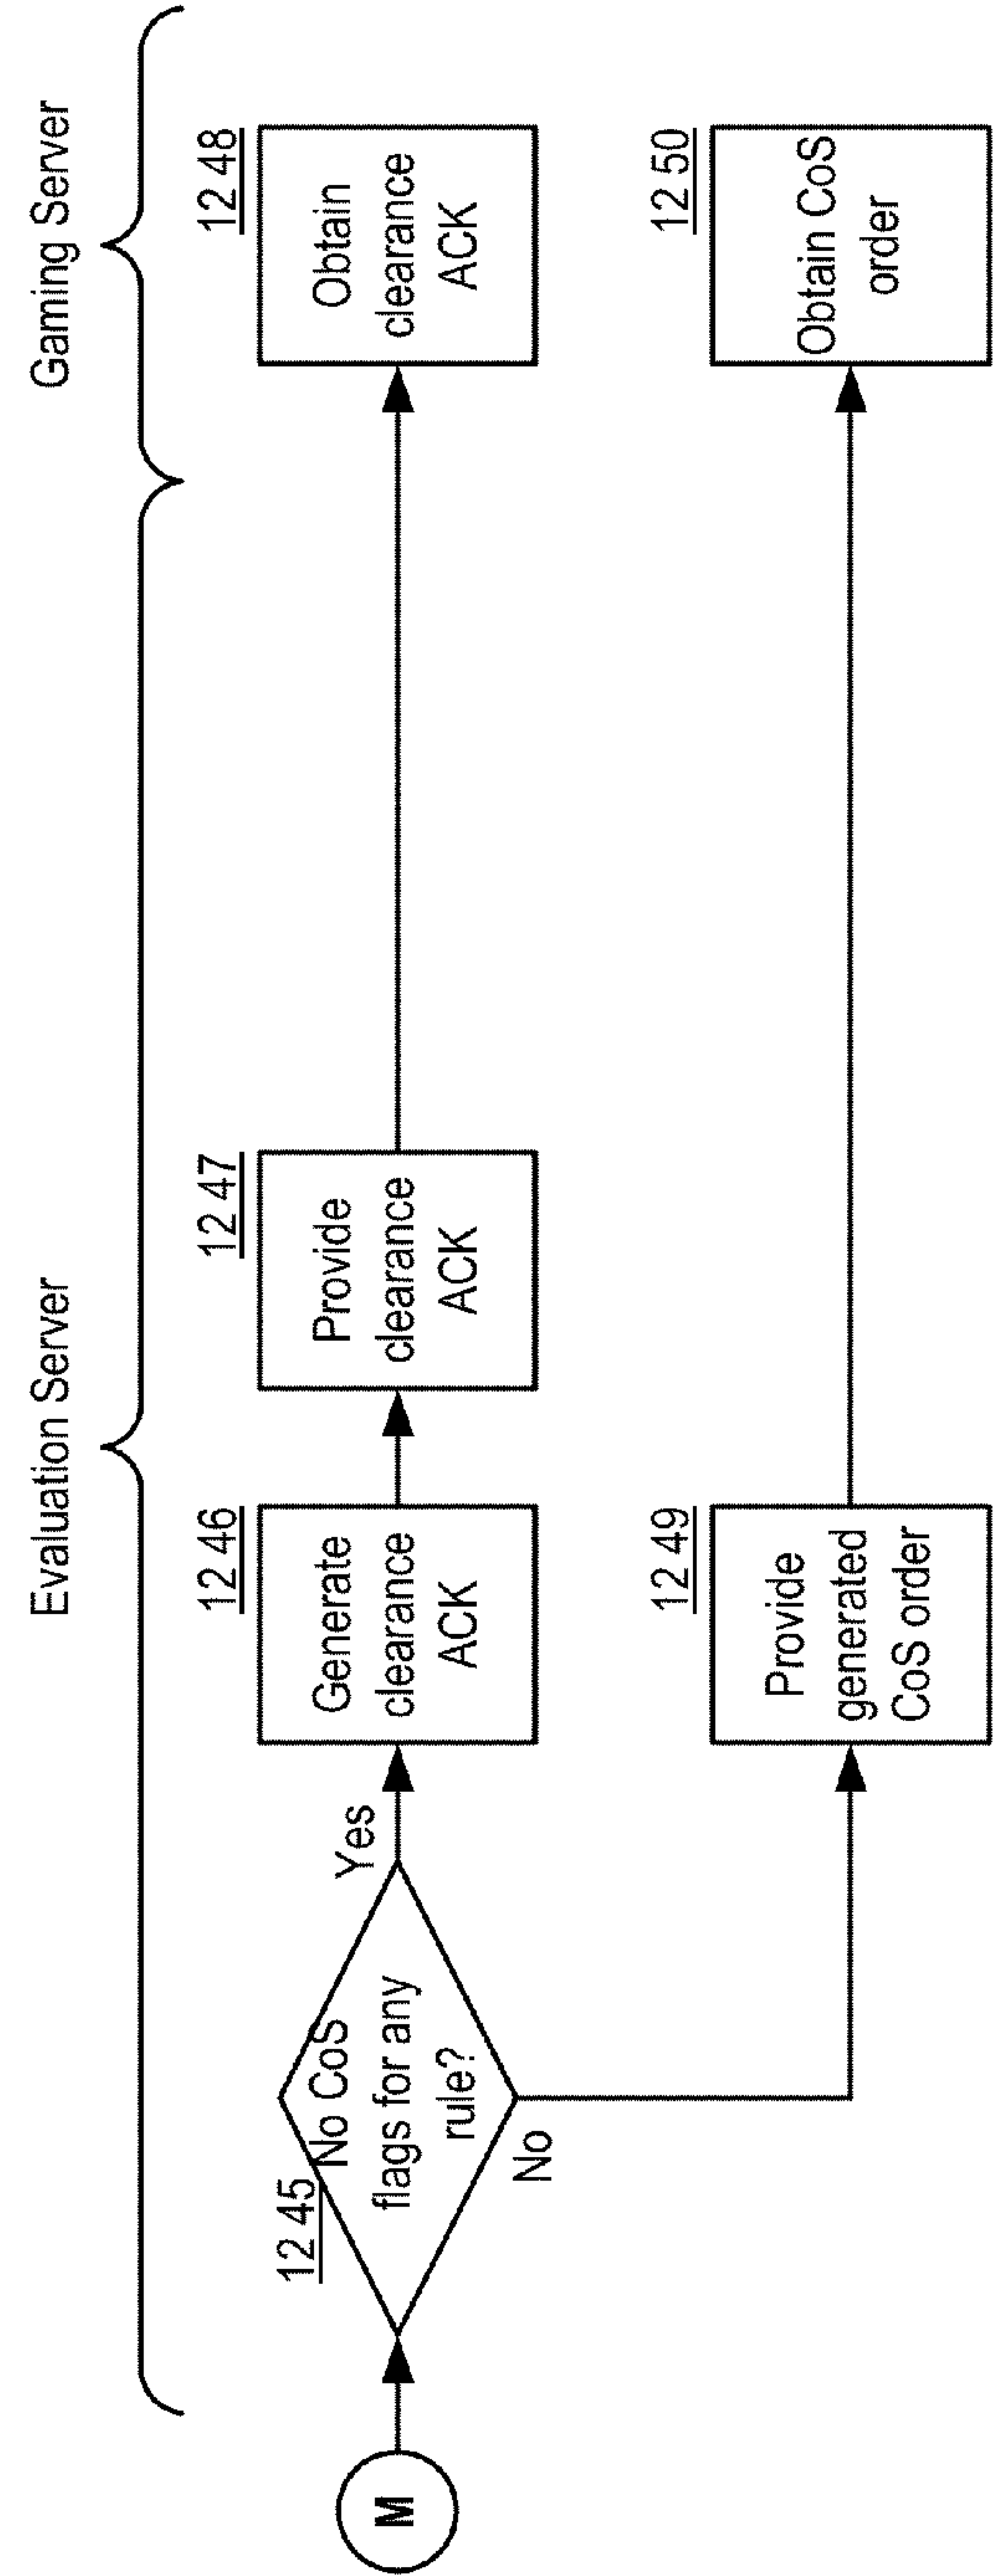 Evaluation Server
Gaming Server
M
12 45
No CoS
flags for any
rule?
Yes
No
12 46
Generate
clearance
ACK
12 47
Provide
clearance
ACK
12 48
Obtain
clearance
ACK
12 49
Provide
generated
CoS order
12 50
Obtain CoS
order